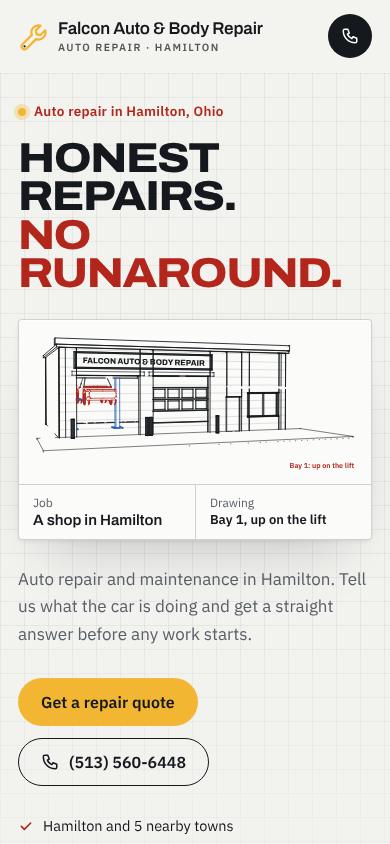 Falcon Auto & Body Repair
AUTO REPAIR · HAMILTON
Auto repair in Hamilton, Ohio
HONEST
REPAIRS.
NO
RUNAROUND.
FALCON AUTO & BODY REPAIR
Bay 1: up on the lift
Job
A shop in Hamilton
Drawing
Bay 1, up on the lift
Auto repair and maintenance in Hamilton. Tell
us what the car is doing and get a straight
answer before any work starts.
Get a repair quote
(513) 560-6448
Hamilton and 5 nearby towns